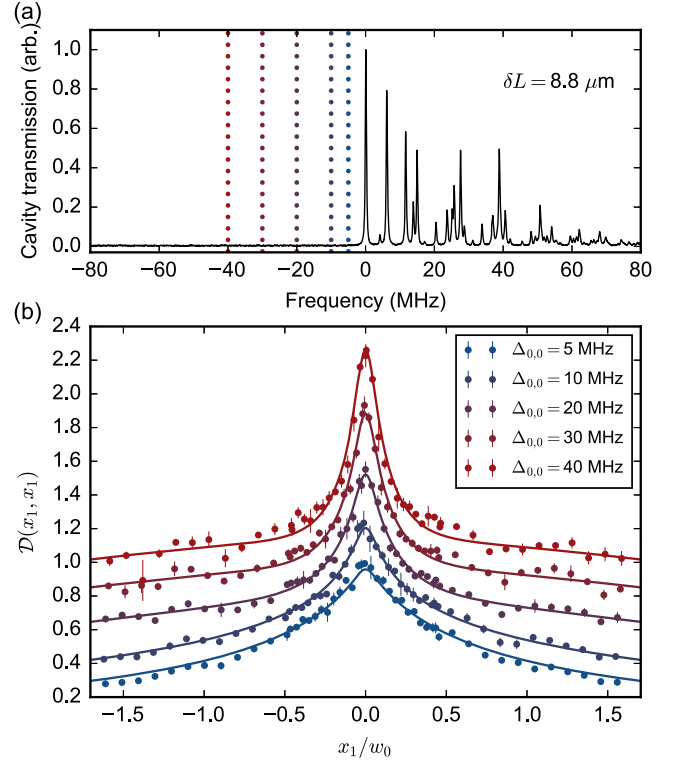 (a)
Cavity transmission (arb.)
1.0
0.8
0.6
0.4
0.2
0.0
δL = 8.8 μm
−80 −60 −40 −20 0 20 40 60 80
Frequency (MHz)
(b)
𝒟(x₁, x₁)
2.4
2.2
2.0
1.8
1.6
1.4
1.2
1.0
0.8
0.6
0.4
0.2
Δ₀,₀ = 5 MHz
Δ₀,₀ = 10 MHz
Δ₀,₀ = 20 MHz
Δ₀,₀ = 30 MHz
Δ₀,₀ = 40 MHz
−1.5 −1.0 −0.5 0.0 0.5 1.0 1.5
x₁/w₀